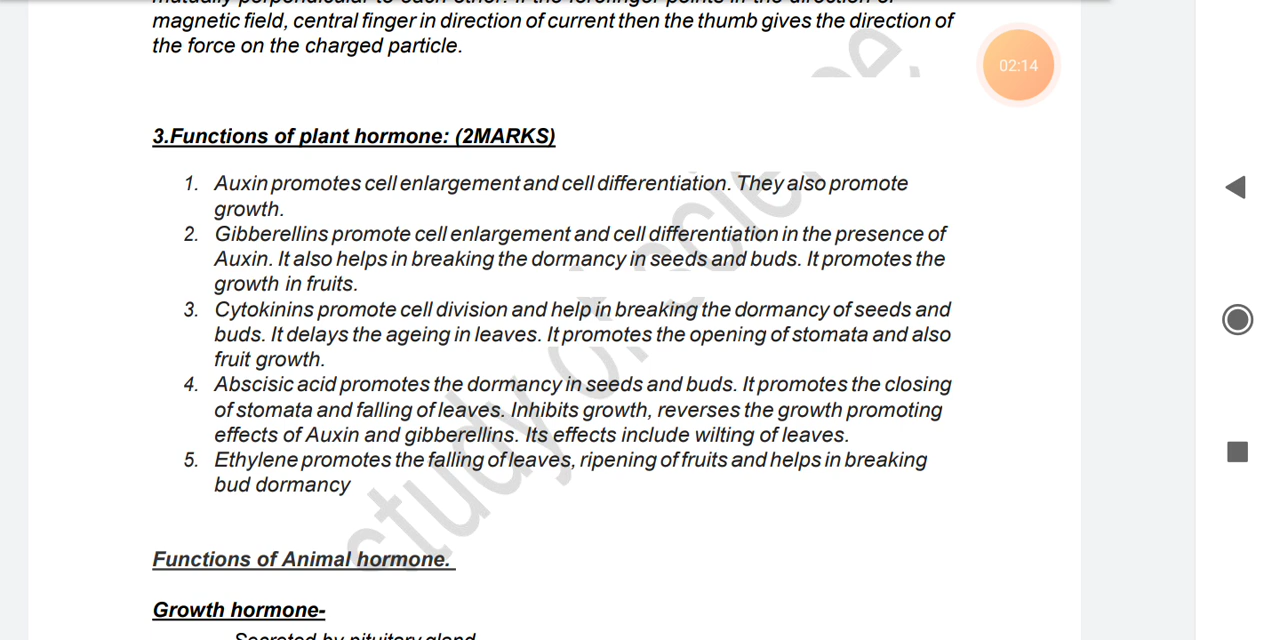 magnetic field, central finger in direction of current then the thumb gives the direction of
the force on the charged particle.
02:14
3.Functions of plant hormone: (2MARKS)
1. Auxin promotes cell enlargement and cell differentiation. They also promote
growth.
2. Gibberellins promote cell enlargement and cell differentiation in the presence of
Auxin. It also helps in breaking the dormancy in seeds and buds. It promotes the
growth in fruits.
3. Cytokinins promote cell division and help in breaking the dormancy of seeds and
buds. It delays the ageing in leaves. It promotes the opening of stomata and also
fruit growth.
4. Abscisic acid promotes the dormancy in seeds and buds. It promotes the closing
of stomata and falling of leaves. Inhibits growth, reverses the growth promoting
effects of Auxin and gibberellins. Its effects include wilting of leaves.
5. Ethylene promotes the falling of leaves, ripening of fruits and helps in breaking
bud dormancy
study of
Functions of Animal hormone.
Growth hormone-
Secreted by pituitary gland